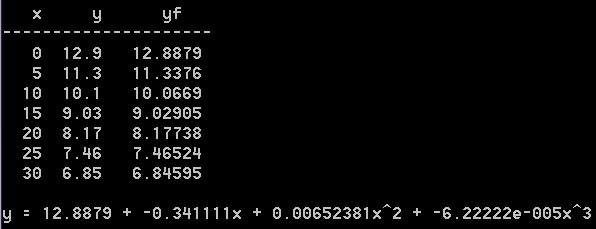 x y yf
----------------------
0 12.9 12.8879
5 11.3 11.3376
10 10.1 10.0669
15 9.03 9.02905
20 8.17 8.17738
25 7.46 7.46524
30 6.85 6.84595
y = 12.8879 + -0.341111x + 0.00652381x^2 + -6.22222e-005x^3